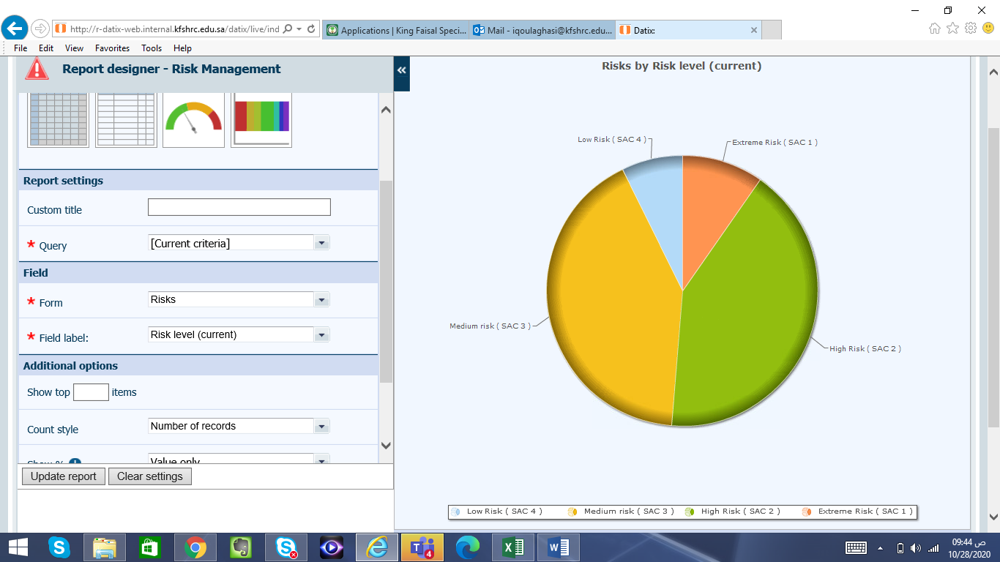 http://r-datix-web.internal.kfshrc.edu.sa/datix/live/ind
Applications | King Faisal Speci...
Mail - iqoulaghasi@kfshrc.edu...
Datix:
File Edit View Favorites Tools Help
Report designer - Risk Management
Report settings
Custom title
* Query [Current criteria]
Field
* Form Risks
* Field label: Risk level (current)
Additional options
Show top items
Count style Number of records
Show % Value only
Update report Clear settings
Risks by Risk level (current)
Low Risk ( SAC 4 )
Extreme Risk ( SAC 1 )
Medium risk ( SAC 3 )
High Risk ( SAC 2 )
Low Risk ( SAC 4 ) Medium risk ( SAC 3 ) High Risk ( SAC 2 ) Extreme Risk ( SAC 1 )
4
09:44 ص
10/28/2020